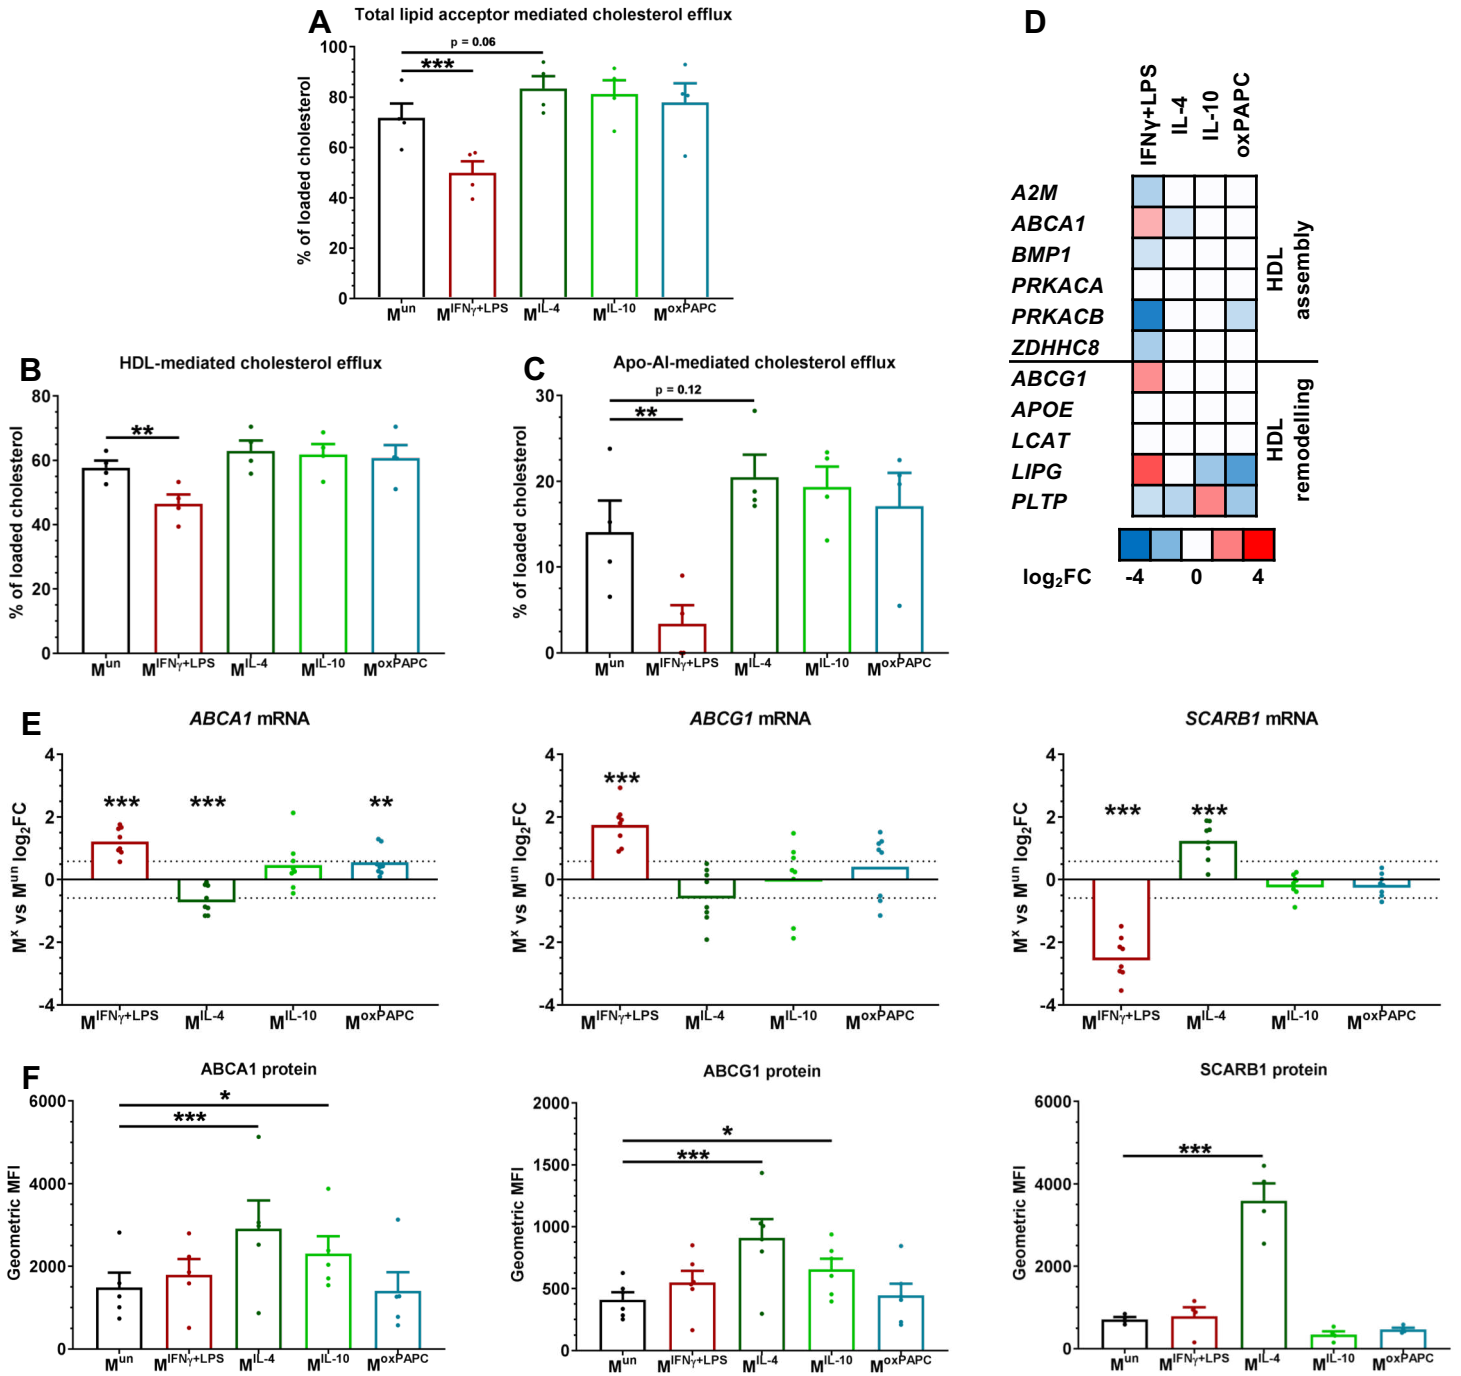 A
Total lipid acceptor mediated cholesterol efflux
% of loaded cholesterol
100
80
60
40
20
0
p = 0.06
***
Mun MIFNγ+LPS MIL-4 MIL-10 MoxPAPC
B
HDL-mediated cholesterol efflux
% of loaded cholesterol
80
60
40
20
0
**
Mun MIFNγ+LPS MIL-4 MIL-10 MoxPAPC
C
Apo-AI-mediated cholesterol efflux
% of loaded cholesterol
30
20
10
0
p = 0.12
**
Mun MIFNγ+LPS MIL-4 MIL-10 MoxPAPC
D
IFNγ+LPS
IL-4
IL-10
oxPAPC
A2M
ABCA1
BMP1
PRKACA
PRKACB
ZDHHC8
ABCG1
APOE
LCAT
LIPG
PLTP
HDL
assembly
HDL
remodelling
log2FC -4 0 4
E
ABCA1 mRNA
Mx vs Mun log2FC
4
2
0
-2
-4
*** *** **
MIFNγ+LPS MIL-4 MIL-10 MoxPAPC
ABCG1 mRNA
Mx vs Mun log2FC
4
2
0
-2
-4
***
MIFNγ+LPS MIL-4 MIL-10 MoxPAPC
SCARB1 mRNA
Mx vs Mun log2FC
4
2
0
-2
-4
*** ***
MIFNγ+LPS MIL-4 MIL-10 MoxPAPC
F
ABCA1 protein
Geometric MFI
6000
4000
2000
0
*
***
Mun MIFNγ+LPS MIL-4 MIL-10 MoxPAPC
ABCG1 protein
Geometric MFI
2000
1500
1000
500
0
*
***
Mun MIFNγ+LPS MIL-4 MIL-10 MoxPAPC
SCARB1 protein
Geometric MFI
6000
4000
2000
0
***
Mun MIFNγ+LPS MIL-4 MIL-10 MoxPAPC